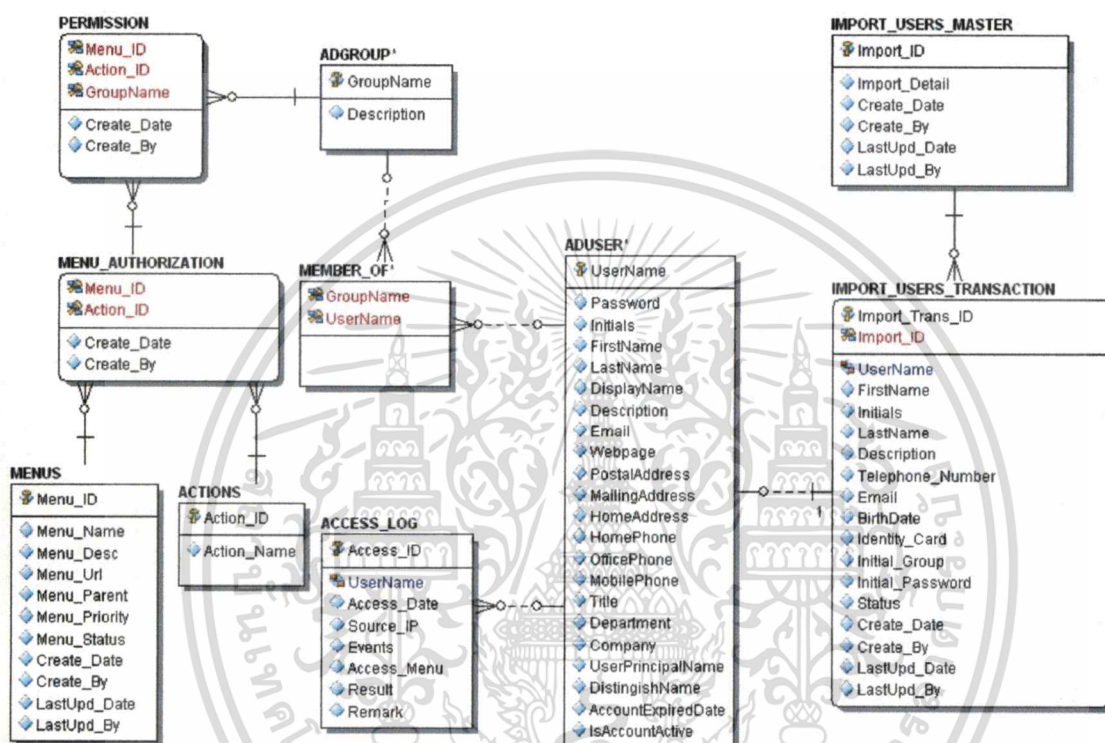 PERMISSION
Menu_ID
Action_ID
GroupName
Create_Date
Create_By
ADGROUP*
GroupName
Description
IMPORT_USERS_MASTER
Import_ID
Import_Detail
Create_Date
Create_By
LastUpd_Date
LastUpd_By
MENU_AUTHORIZATION
Menu_ID
Action_ID
Create_Date
Create_By
MEMBER_OF*
GroupName
UserName
ADUSER*
UserName
Password
Initials
FirstName
LastName
DisplayName
Description
Email
Webpage
PostalAddress
MailingAddress
HomeAddress
HomePhone
OfficePhone
MobilePhone
Title
Department
Company
UserPrincipalName
DistingishName
AccountExpiredDate
IsAccountActive
IMPORT_USERS_TRANSACTION
Import_Trans_ID
Import_ID
UserName
FirstName
Initials
LastName
Description
Telephone_Number
Email
BirthDate
Identity_Card
Initial_Group
Initial_Password
Status
Create_Date
Create_By
LastUpd_Date
LastUpd_By
1
MENUS
Menu_ID
Menu_Name
Menu_Desc
Menu_Url
Menu_Parent
Menu_Priority
Menu_Status
Create_Date
Create_By
LastUpd_Date
LastUpd_By
ACTIONS
Action_ID
Action_Name
ACCESS_LOG
Access_ID
UserName
Access_Date
Source_IP
Events
Access_Menu
Result
Remark